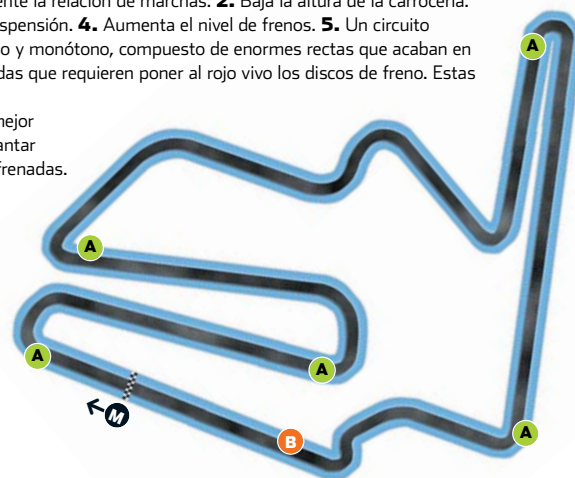 ente la relación de marchas. 2. Baja la altura de la carrocería.
spensión. 4. Aumenta el nivel de frenos. 5. Un circuito
o y monótono, compuesto de enormes rectas que acaban en
das que requieren poner al rojo vivo los discos de freno. Estas
nejor
antar
frenadas.
A
A
A
A
M
B
A